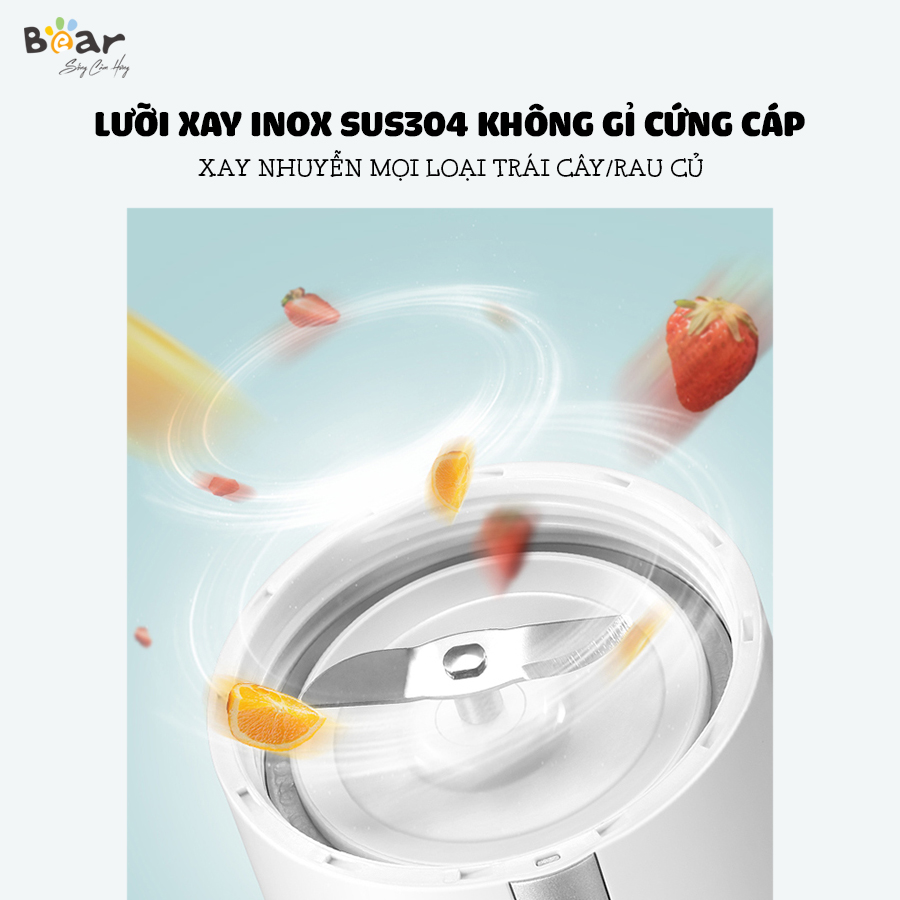 Bear
Sống Cảm Hứng
LƯỠI XAY INOX SUS304 KHÔNG GỈ CỨNG CÁP
XAY NHUYỄN MỌI LOẠI TRÁI CÂY/RAU CỦ